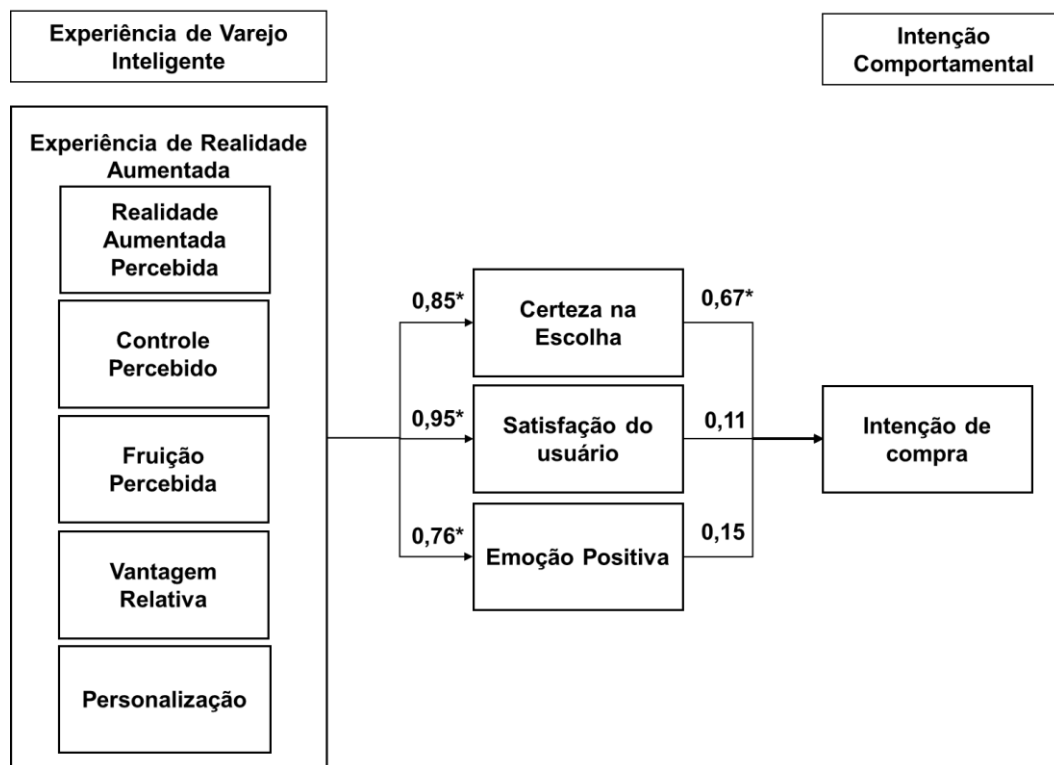 Experiência de Varejo
Inteligente
Intenção
Comportamental
Experiência de Realidade
Aumentada
Realidade
Aumentada
Percebida
Controle
Percebido
Fruição
Percebida
Vantagem
Relativa
Personalização
0,85*
Certeza na
Escolha
0,67*
0,95*
Satisfação do
usuário
0,11
0,76*
Emoção Positiva
0,15
Intenção de
compra